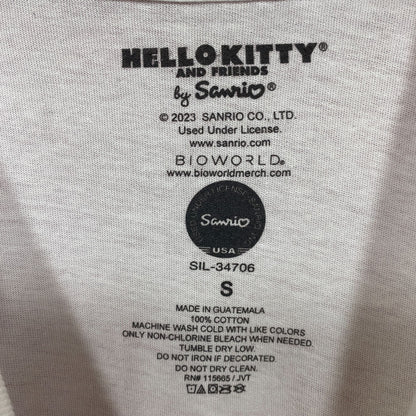 HELLO KITTY®
AND FRIENDS
by Sanrio®
© 2023 SANRIO CO., LTD.
Used Under License.
www.sanrio.com
BIOWORLD®
www.bioworldmerch.com
Sanrio
USA
SIL-34706
S
MADE IN GUATEMALA
100% COTTON
MACHINE WASH COLD WITH LIKE COLORS
ONLY NON-CHLORINE BLEACH WHEN NEEDED.
TUMBLE DRY LOW.
DO NOT IRON IF DECORATED.
DO NOT DRY CLEAN.
RN# 115665 / JVT